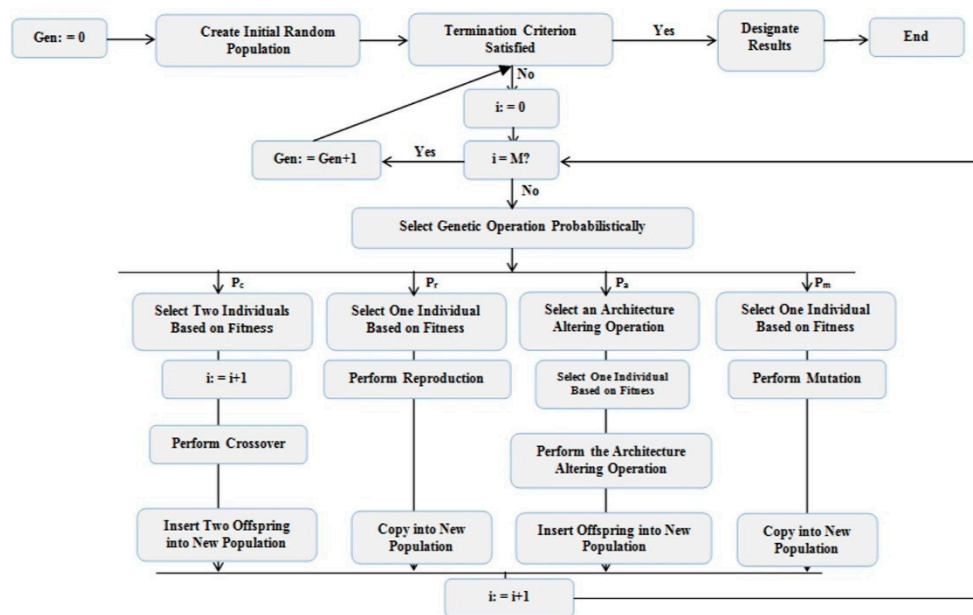 Gen: = 0
Create Initial Random
Population
Termination Criterion
Satisfied
Yes
Designate
Results
End
No
i: = 0
Gen: = Gen+1
Yes
i = M?
No
Select Genetic Operation Probabilistically
Pc
Pr
Pa
Pm
Select Two Individuals
Based on Fitness
Select One Individual
Based on Fitness
Select an Architecture
Altering Operation
Select One Individual
Based on Fitness
i: = i+1
Perform Reproduction
Select One Individual
Based on Fitness
Perform Mutation
Perform Crossover
Perform the Architecture
Altering Operation
Insert Two Offspring
into New Population
Copy into New
Population
Insert Offspring into New
Population
Copy into New
Population
i: = i+1